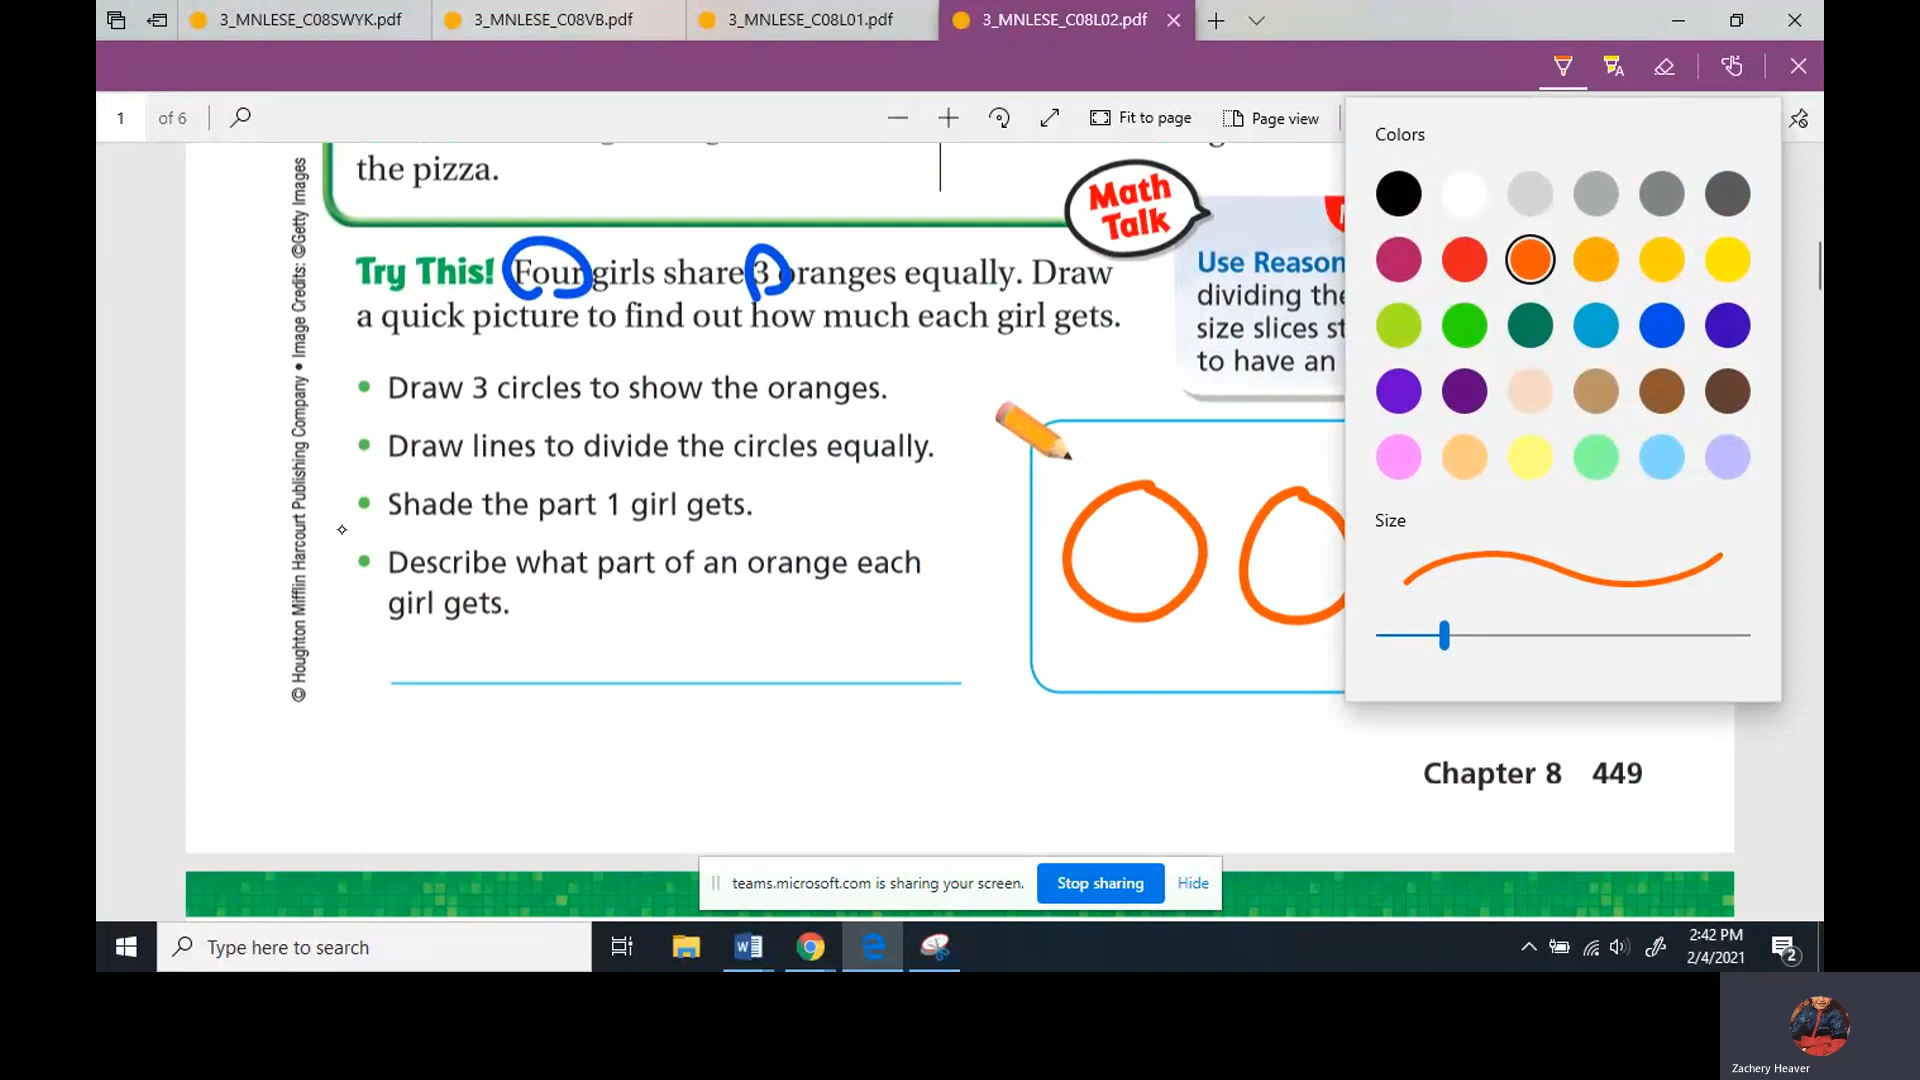 3_MNLESE_C08SWYK.pdf
3_MNLESE_C08VB.pdf
3_MNLESE_C08L01.pdf
3_MNLESE_C08L02.pdf
1 of 6
Fit to page
Page view
Colors
the pizza.
Math
Talk
Try This! Four girls share 3 oranges equally. Draw
a quick picture to find out how much each girl gets.
Use Reason
dividing the
size slices st
to have an
• Draw 3 circles to show the oranges.
• Draw lines to divide the circles equally.
• Shade the part 1 girl gets.
• Describe what part of an orange each
girl gets.
Size
© Houghton Mifflin Harcourt Publishing Company • Image Credits: ©Getty Images
Chapter 8 449
teams.microsoft.com is sharing your screen.
Stop sharing
Hide
Type here to search
2:42 PM
2/4/2021
2
Zachery Heaver